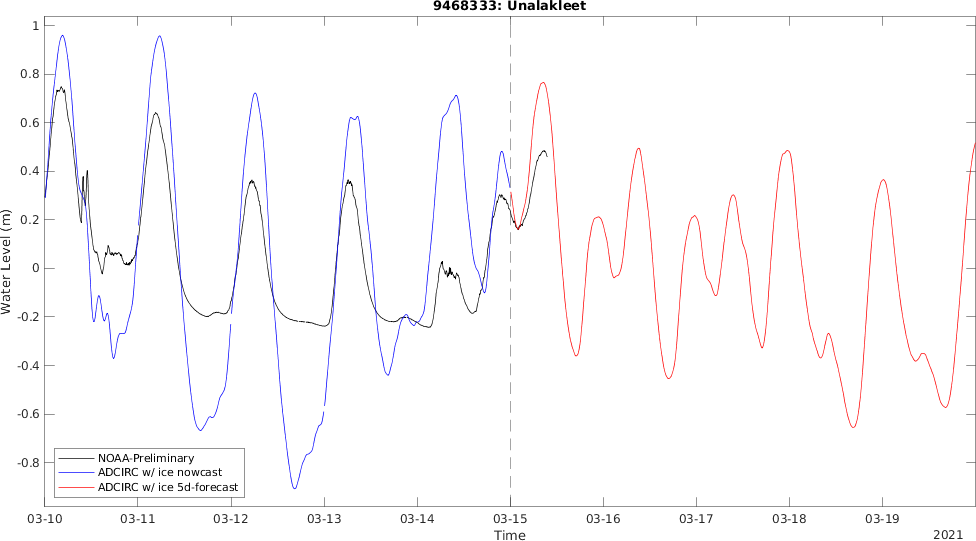 9468333: Unalakleet
1
0.8
0.6
0.4
0.2
0
-0.2
-0.4
-0.6
-0.8
Water Level (m)
NOAA-Preliminary
ADCIRC w/ ice nowcast
ADCIRC w/ ice 5d-forecast
03-10 03-11 03-12 03-13 03-14 03-15 03-16 03-17 03-18 03-19
Time
2021